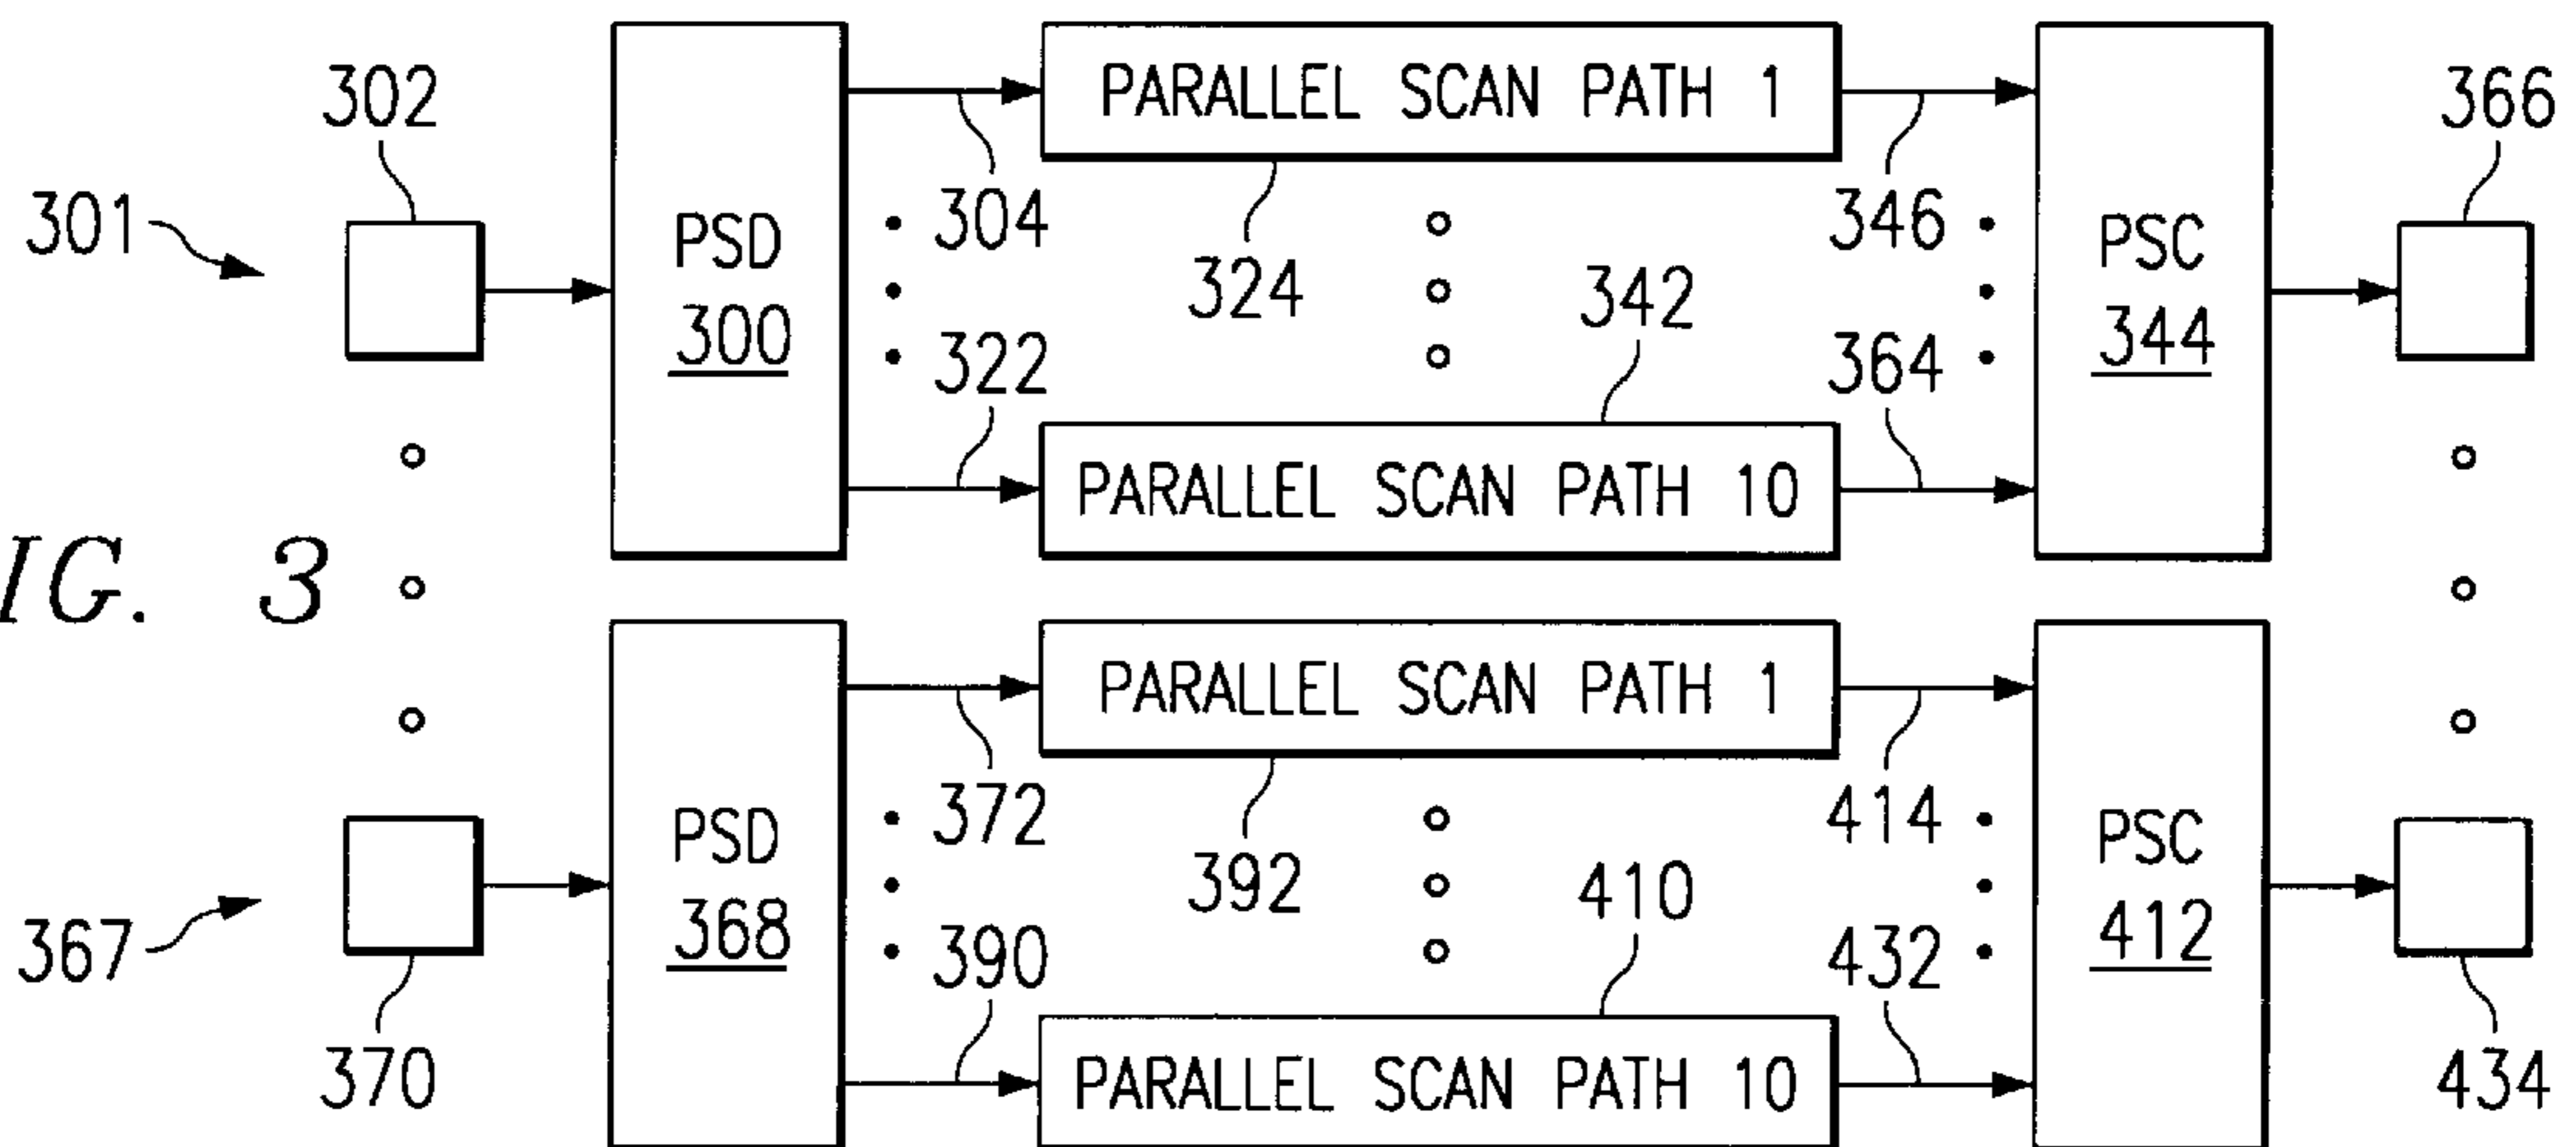 302
366
PARALLEL SCAN PATH 1
301
304
346
PSD
300
PSC
344
324
342
322
364
PARALLEL SCAN PATH 10
IG. 3
PARALLEL SCAN PATH 1
372
414
PSD
368
PSC
412
392
410
367
390
432
370
434
PARALLEL SCAN PATH 10